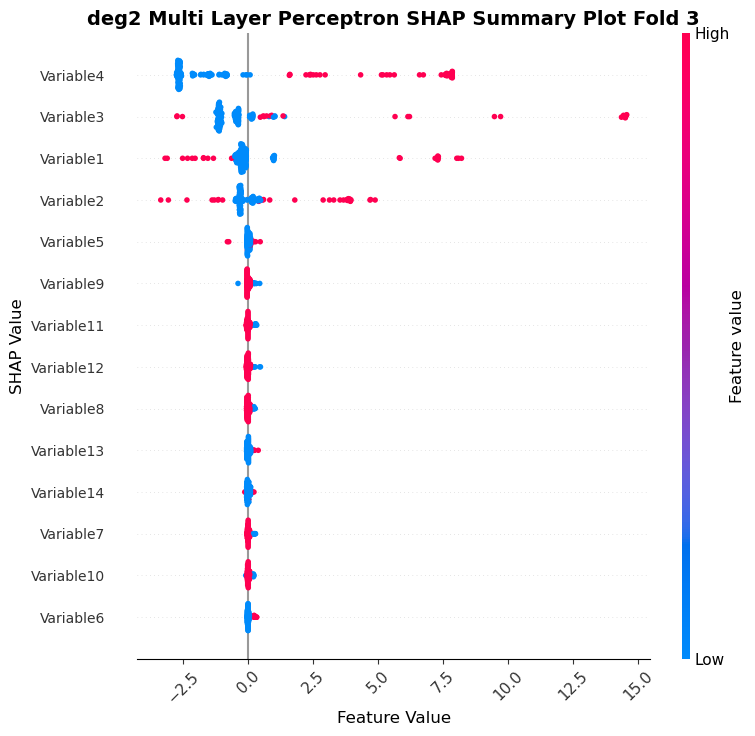 deg2 Multi Layer Perceptron SHAP Summary Plot Fold 3
High
Variable4
Variable3
Variable1
Variable2
Variable5
Variable9
Variable11
Variable12
Variable8
Variable13
Variable14
Variable7
Variable10
Variable6
SHAP Value
Feature value
Low
−2.5
0.0
2.5
5.0
7.5
10.0
12.5
15.0
Feature Value